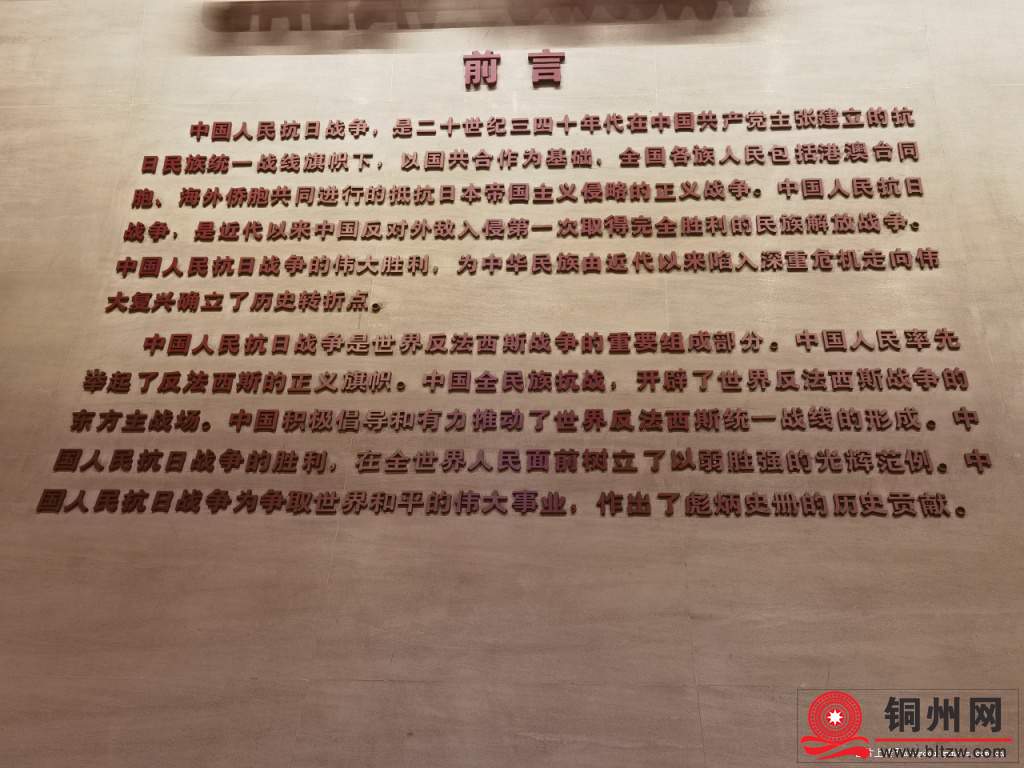 前言
中国人民抗日战争，是二十世纪三四十年代在中国共产党主张建立的抗
日民族统一战线旗帜下，以国共合作为基础，全国各族人民包括港澳台同
胞、海外侨胞共同进行的抵抗日本帝国主义侵略的正义战争。中国人民抗日
战争，是近代以来中国反对外敌入侵第一次取得完全胜利的民族解放战争。
中国人民抗日战争的伟大胜利，为中华民族由近代以来陷入深重危机走向伟
大复兴确立了历史转折点。
中国人民抗日战争是世界反法西斯战争的重要组成部分。中国人民率先
举起了反法西斯的正义旗帜。中国全民族抗战，开辟了世界反法西斯战争的
东方主战场。中国积极倡导和有力推动了世界反法西斯统一战线的形成。中
国人民抗日战争的胜利，在全世界人民面前树立了以弱胜强的光辉范例。中
国人民抗日战争为争取世界和平的伟大事业，作出了彪炳史册的历史贡献。
铜州网
www.bltzw.com